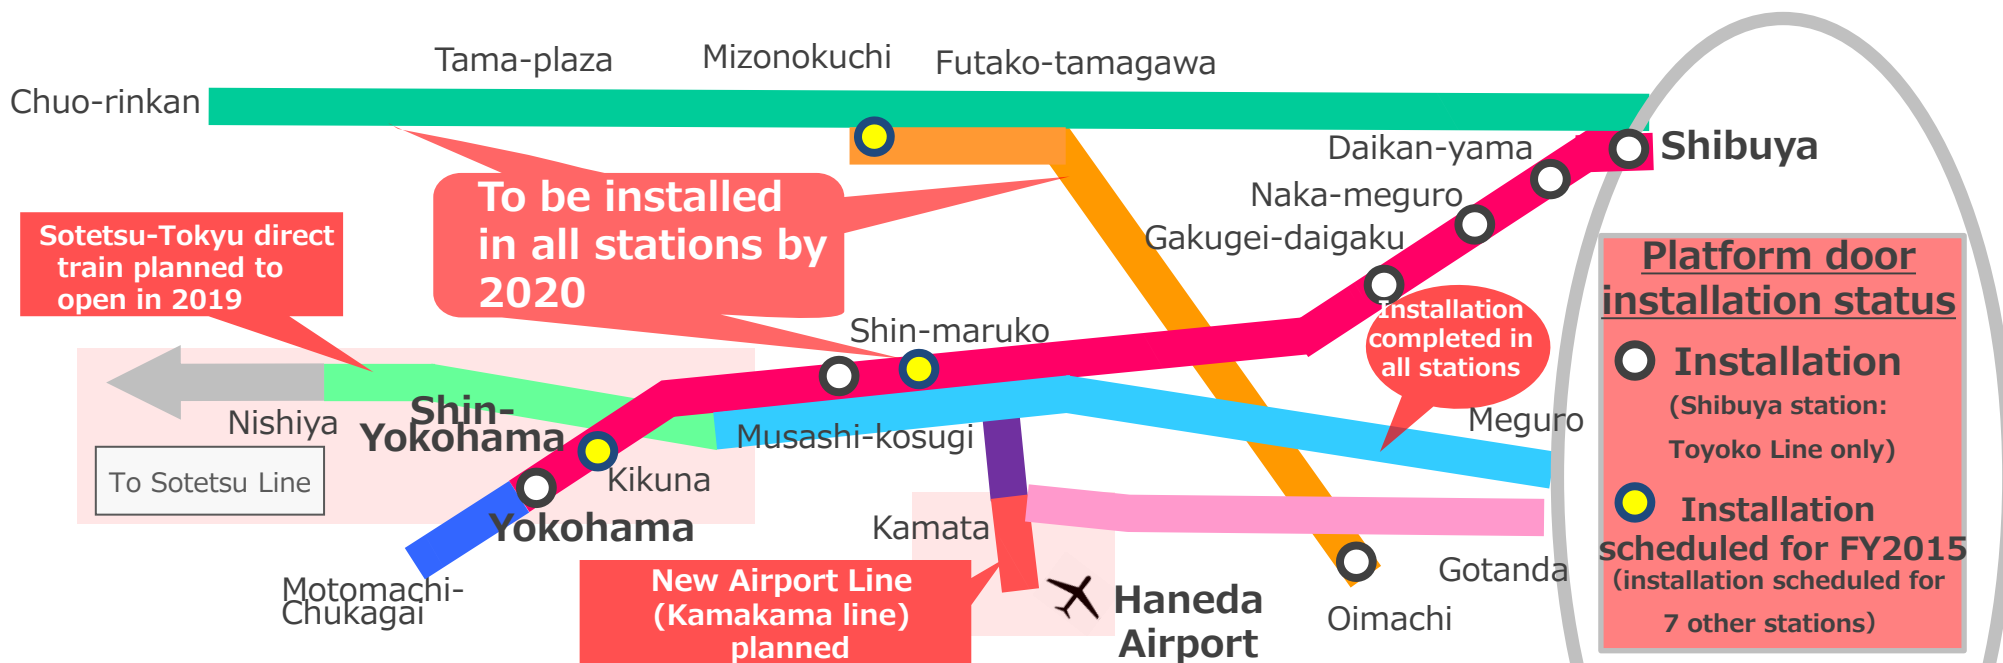 Tama-plaza
Mizonokuchi
Futako-tamagawa
Chuo-rinkan
Daikan-yama
Shibuya
Naka-meguro
Gakugei-daigaku
To be installed
in all stations by
2020
Sotetsu-Tokyu direct
train planned to
open in 2019
Platform door
installation status
Installation
(Shibuya station:
Toyoko Line only)
Installation
scheduled for FY2015
(installation scheduled for
7 other stations)
Installation
completed in
all stations
Shin-maruko
Nishiya
Shin-
Yokohama
Musashi-kosugi
Meguro
To Sotetsu Line
Kikuna
Yokohama
Kamata
Gotanda
Motomachi-
Chukagai
New Airport Line
(Kamakama line)
planned
Haneda
Airport
Oimachi